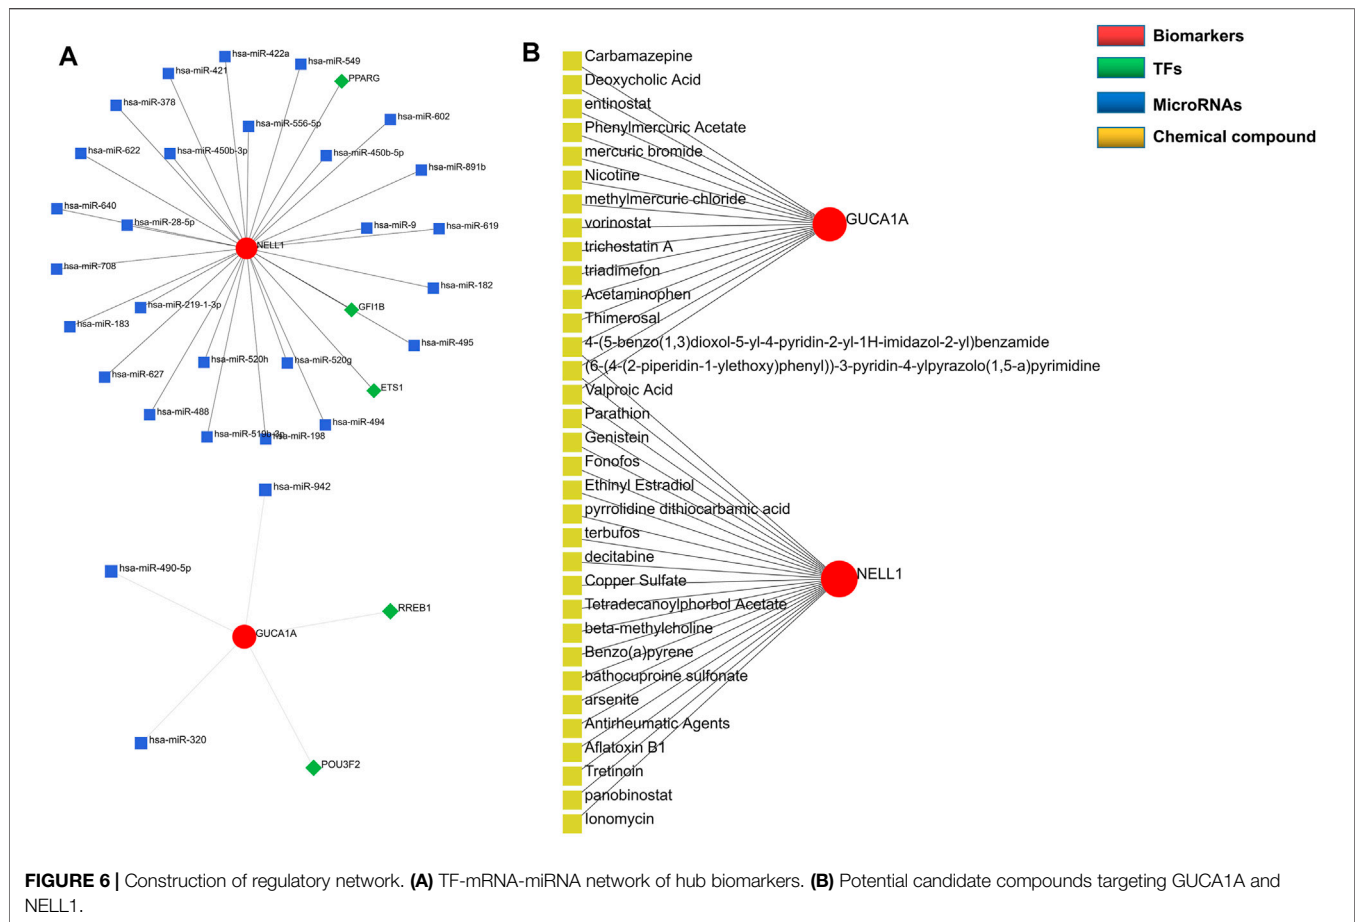 A
hsa-miR-422a
hsa-miR-549
hsa-miR-421
PPARG
hsa-miR-378
hsa-miR-602
hsa-miR-556-5p
hsa-miR-622
hsa-miR-450b-3p
hsa-miR-450b-5p
hsa-miR-891b
hsa-miR-640
hsa-miR-28-5p
hsa-miR-9
hsa-miR-619
NELL1
hsa-miR-708
hsa-miR-182
hsa-miR-219-1-3p
GFI1B
hsa-miR-183
hsa-miR-495
hsa-miR-520h
hsa-miR-520g
hsa-miR-627
ETS1
hsa-miR-488
hsa-miR-494
hsa-miR-519b-3p
hsa-miR-198
hsa-miR-942
hsa-miR-490-5p
RREB1
GUCA1A
hsa-miR-320
POU3F2
B
Carbamazepine
Deoxycholic Acid
entinostat
Phenylmercuric Acetate
mercuric bromide
Nicotine
methylmercuric chloride
vorinostat
trichostatin A
triadimefon
Acetaminophen
Thimerosal
4-(5-benzo(1,3)dioxol-5-yl-4-pyridin-2-yl-1H-imidazol-2-yl)benzamide
(6-(4-(2-piperidin-1-ylethoxy)phenyl))-3-pyridin-4-ylpyrazolo(1,5-a)pyrimidine
Valproic Acid
Parathion
Genistein
Fonofos
Ethinyl Estradiol
pyrrolidine dithiocarbamic acid
terbufos
decitabine
Copper Sulfate
Tetradecanoylphorbol Acetate
beta-methylcholine
Benzo(a)pyrene
bathocuproine sulfonate
arsenite
Antirheumatic Agents
Aflatoxin B1
Tretinoin
panobinostat
Ionomycin
GUCA1A
NELL1
Biomarkers
TFs
MicroRNAs
Chemical compound
FIGURE 6 | Construction of regulatory network. (A) TF-mRNA-miRNA network of hub biomarkers. (B) Potential candidate compounds targeting GUCA1A and
NELL1.